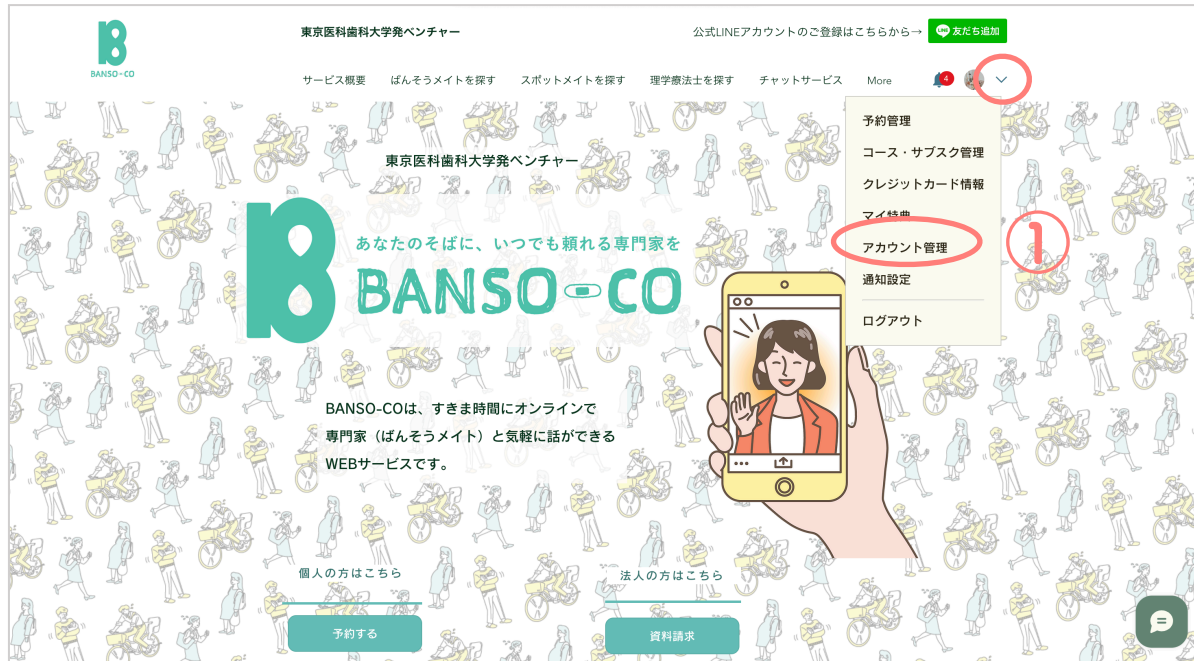 東京医科歯科大学発ベンチャー
公式LINEアカウントのご登録はこちらから→
LINE 友だち追加
BANSO-CO
サービス概要 ばんそうメイトを探す スポットメイトを探す 理学療法士を探す チャットサービス More 4
予約管理
コース・サブスク管理
クレジットカード情報
マイ特典
アカウント管理
通知設定
ログアウト
①
東京医科歯科大学発ベンチャー
あなたのそばに、いつでも頼れる専門家を
BANSO-CO
BANSO-COは、すきま時間にオンラインで
専門家（ばんそうメイト）と気軽に話ができる
WEBサービスです。
個人の方はこちら
予約する
法人の方はこちら
資料請求